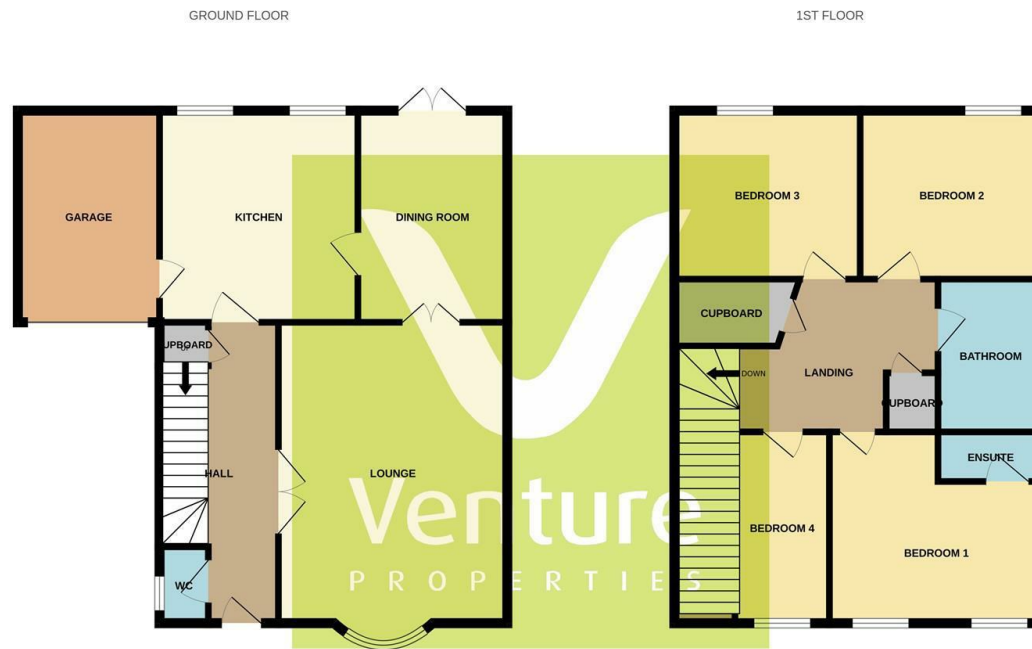 GROUND FLOOR
1ST FLOOR
GARAGE
KITCHEN
DINING ROOM
UPBOARD
HALL
LOUNGE
WC
BEDROOM 3
BEDROOM 2
CUPBOARD
DOWN
LANDING
BATHROOM
CUPBOARD
ENSUITE
BEDROOM 4
BEDROOM 1
Venture
PROPERTIES